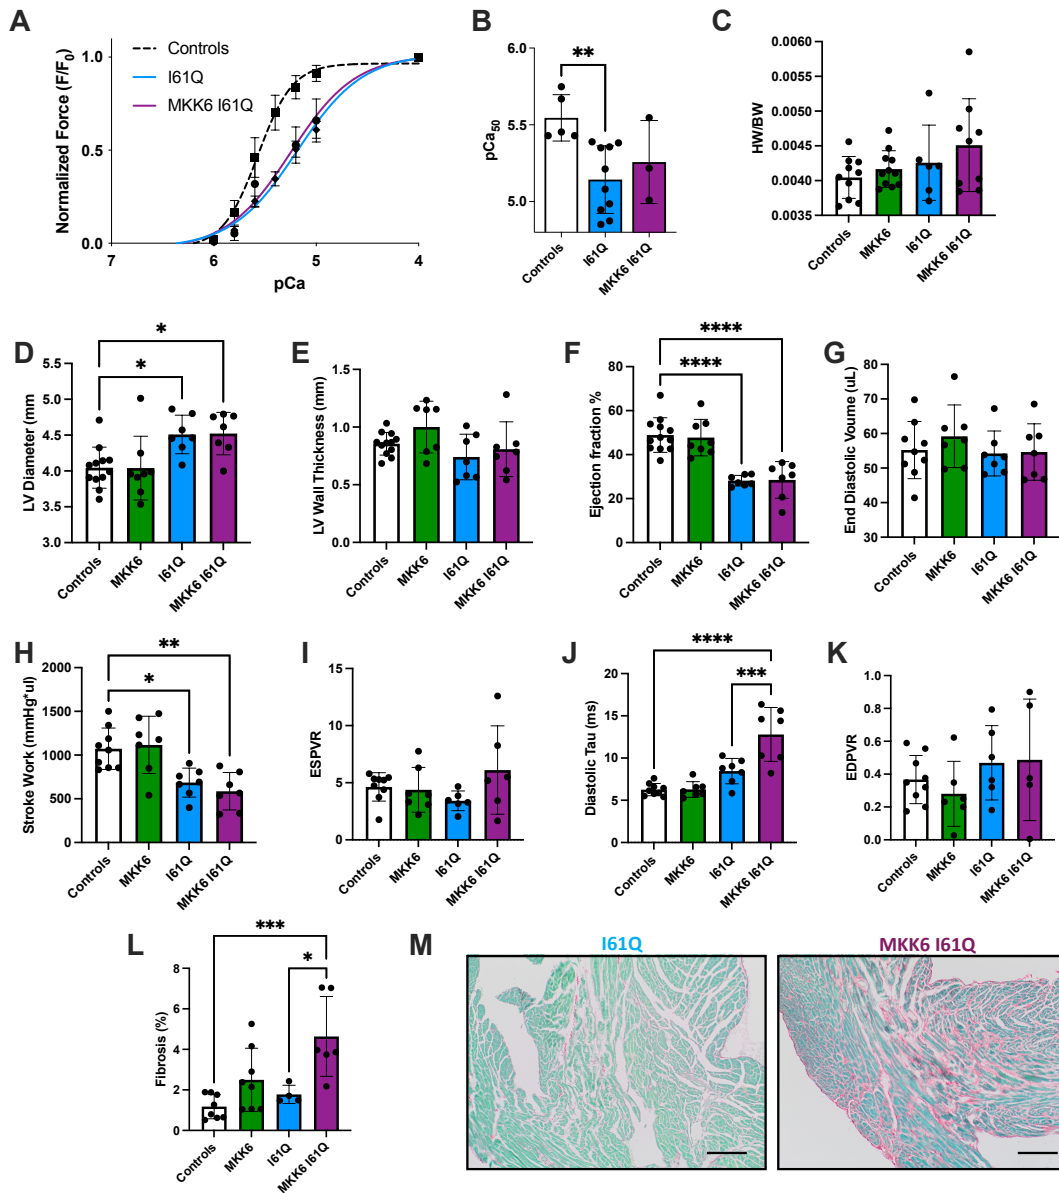 A
Normalized Force (F/F0)
1.0
0.5
0.0
7
6
5
4
pCa
Controls
I61Q
MKK6 I61Q
B
pCa50
6.0
5.5
5.0
**
Controls
I61Q
MKK6 I61Q
C
HW/BW
0.0060
0.0055
0.0050
0.0045
0.0040
0.0035
Controls
MKK6
I61Q
MKK6 I61Q
D
LV Diameter (mm
5.5
5.0
4.5
4.0
3.5
3.0
*
*
Controls
MKK6
I61Q
MKK6 I61Q
E
LV Wall Thickness (mm)
1.5
1.0
0.5
0.0
Controls
MKK6
I61Q
MKK6 I61Q
F
Ejection fraction %
80
60
40
20
0
****
****
Controls
MKK6
I61Q
MKK6 I61Q
G
End Diastolic Volume (uL)
80
70
60
50
40
30
Controls
MKK6
I61Q
MKK6 I61Q
H
Stroke Work (mmHg*ul)
2000
1500
1000
500
0
**
*
Controls
MKK6
I61Q
MKK6 I61Q
I
ESPVR
15
10
5
0
Controls
MKK6
I61Q
MKK6 I61Q
J
Diastolic Tau (ms)
20
15
10
5
0
****
***
Controls
MKK6
I61Q
MKK6 I61Q
K
EDPVR
1.0
0.8
0.6
0.4
0.2
0.0
Controls
MKK6
I61Q
MKK6 I61Q
L
Fibrosis (%)
8
6
4
2
0
***
*
Controls
MKK6
I61Q
MKK6 I61Q
M
I61Q
MKK6 I61Q